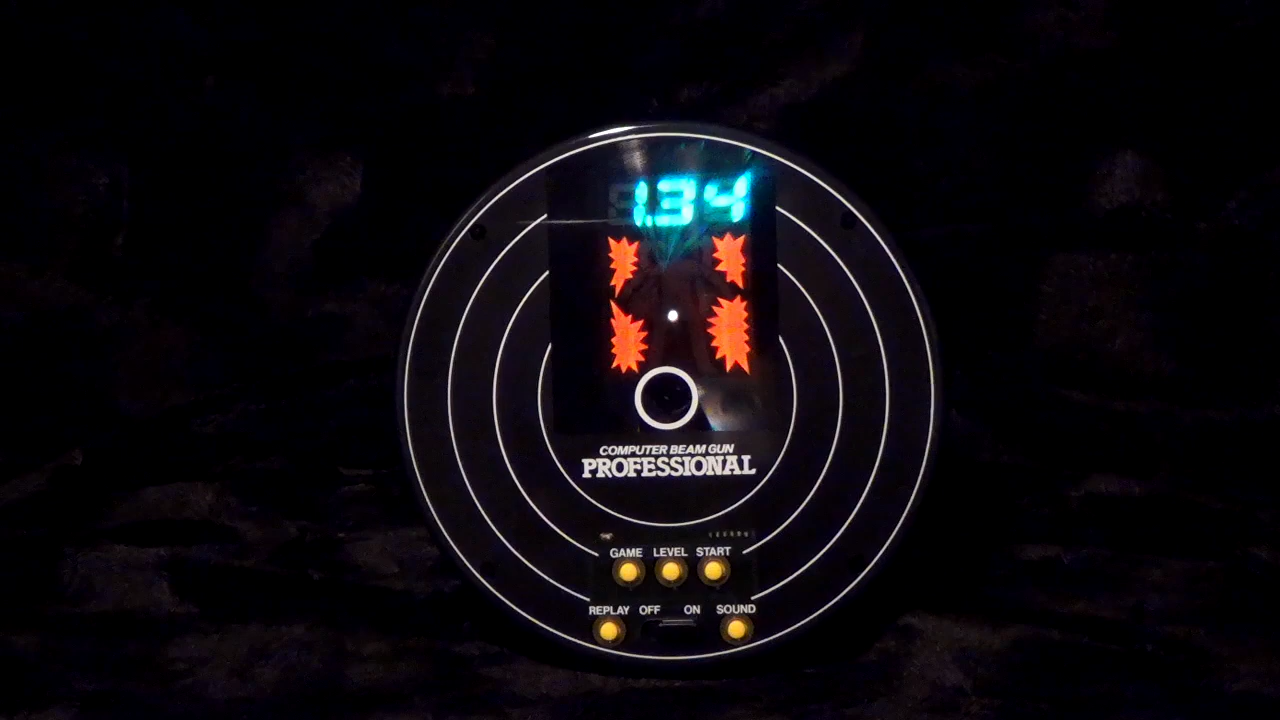 1.34
COMPUTER BEAM GUN
PROFESSIONAL
GAME LEVEL START
REPLAY OFF ON SOUND